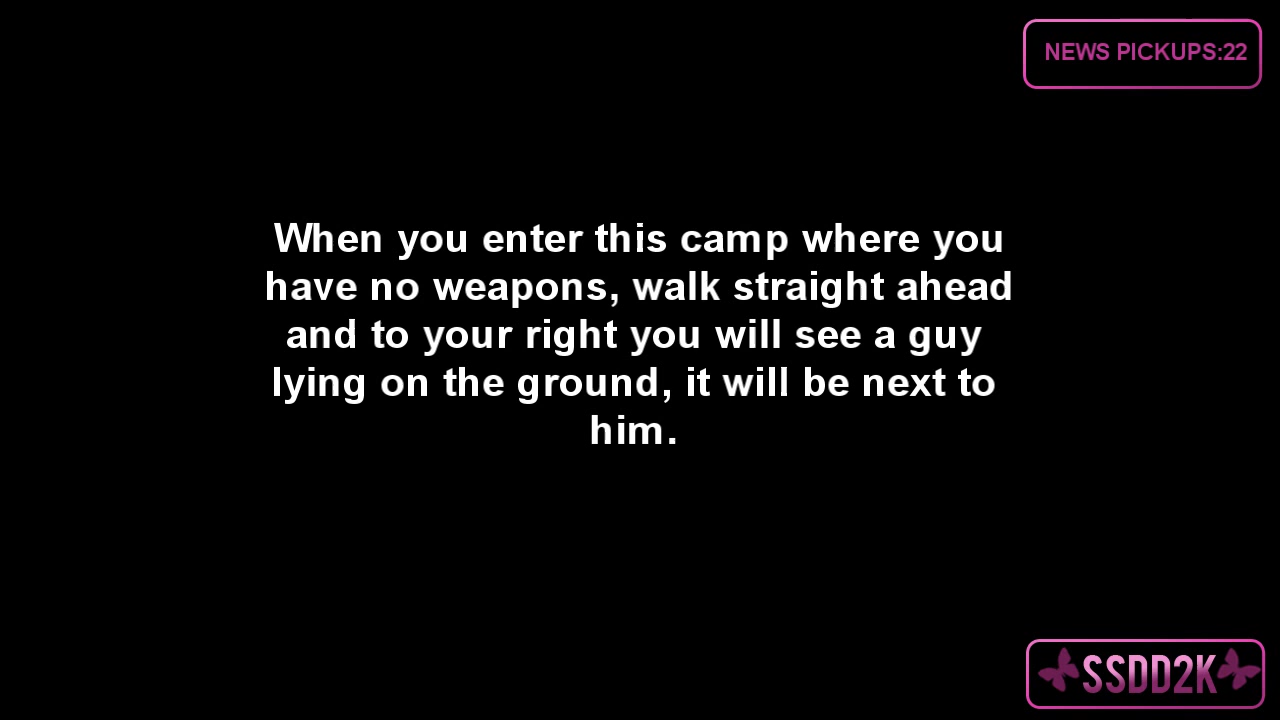 NEWS PICKUPS:22
When you enter this camp where you
have no weapons, walk straight ahead
and to your right you will see a guy
lying on the ground, it will be next to
him.
SSDD2K